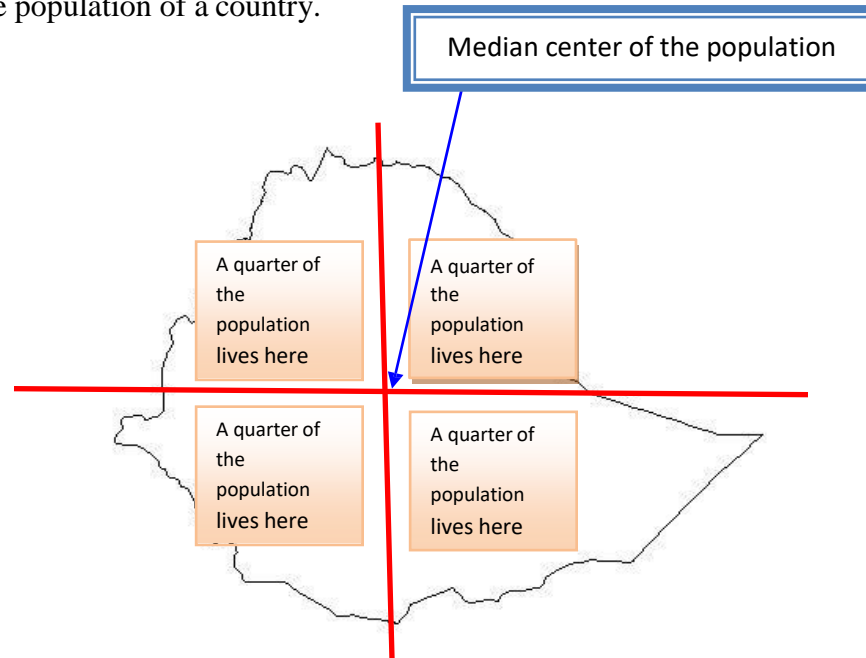 population of a country.
Median center of the population
A quarter of
the
population
lives here
A quarter of
the
population
lives here
A quarter of
the
population
lives here
A quarter of
the
population
lives here